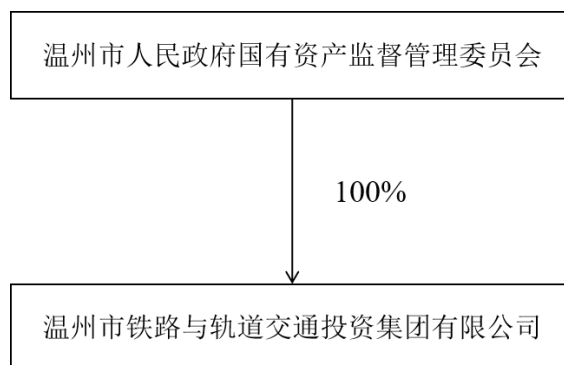 温州市人民政府国有资产监督管理委员会
100%
温州市铁路与轨道交通投资集团有限公司